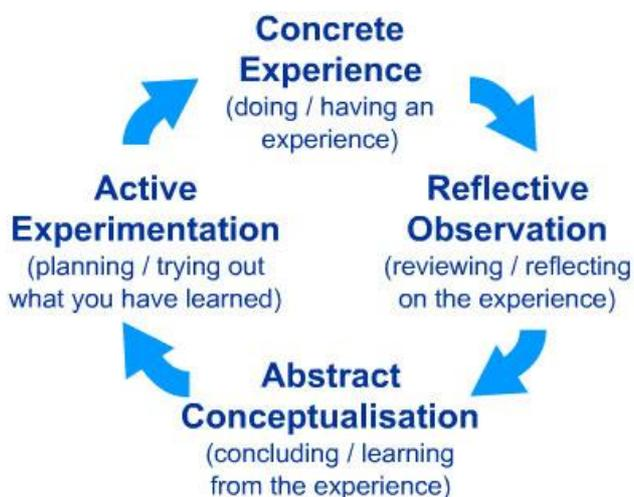 Concrete
Experience
(doing / having an
experience)
Reflective
Observation
(reviewing / reflecting
on the experience)
Abstract
Conceptualisation
(concluding / learning
from the experience)
Active
Experimentation
(planning / trying out
what you have learned)